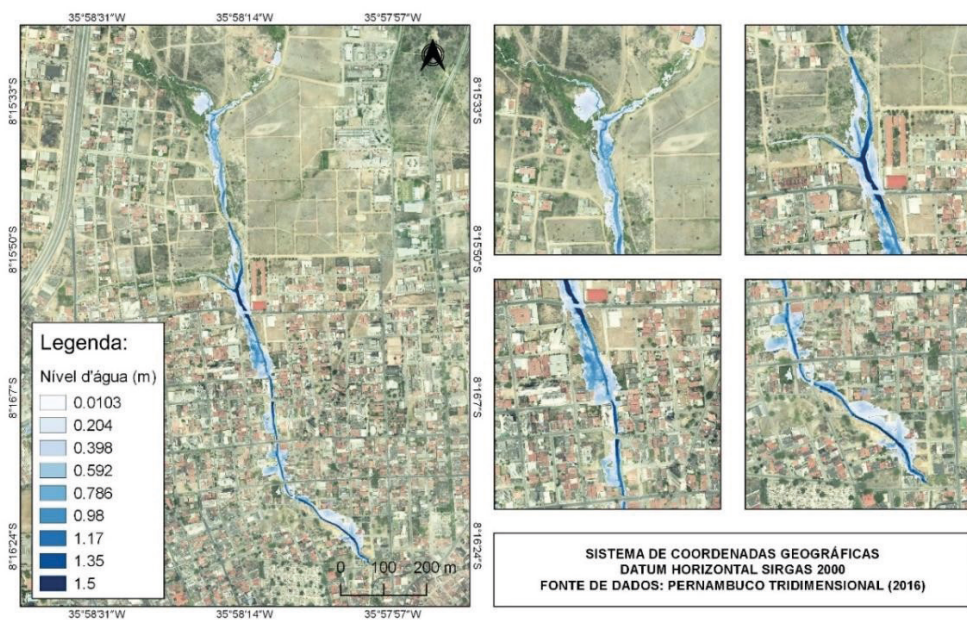 35°58'31"W 35°58'14"W 35°57'57"W
8°15'33"S 8°15'33"S
8°15'50"S 8°15'50"S
8°16'7"S 8°16'7"S
8°16'24"S 8°16'24"S
Legenda:
Nível d'água (m)
0.0103
0.204
0.398
0.592
0.786
0.98
1.17
1.35
1.5
0 100 200 m
35°58'31"W 35°58'14"W 35°57'57"W
SISTEMA DE COORDENADAS GEOGRÁFICAS
DATUM HORIZONTAL SIRGAS 2000
FONTE DE DADOS: PERNAMBUCO TRIDIMENSIONAL (2016)